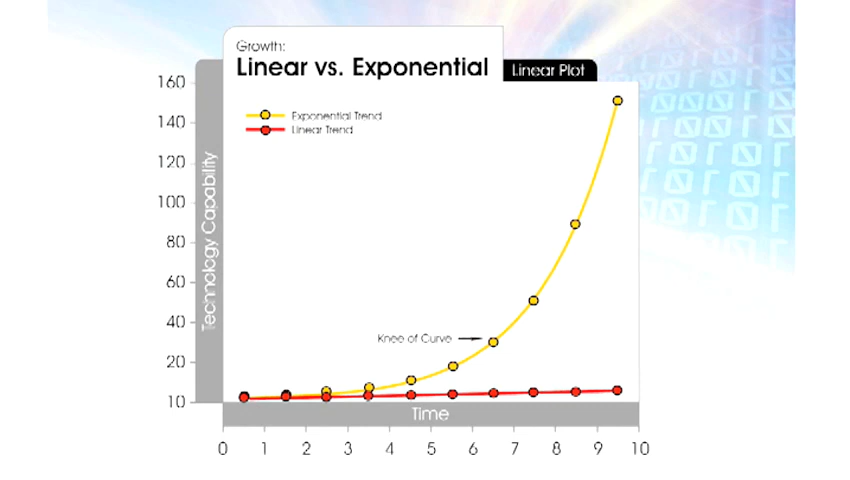 Growth:
Linear vs. Exponential
Linear Plot
Exponential Trend
Linear Trend
160
140
120
100
80
60
40
20
10
Technology Capability
Knee of Curve
Time
0 1 2 3 4 5 6 7 8 9 10